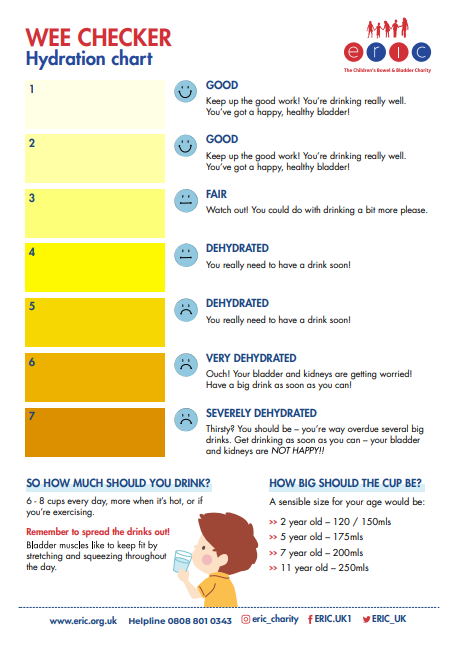 WEE CHECKER
Hydration chart
eric
The Children's Bowel & Bladder Charity
1
GOOD
Keep up the good work! You're drinking really well.
You've got a happy, healthy bladder!
2
GOOD
Keep up the good work! You're drinking really well.
You've got a happy, healthy bladder!
3
FAIR
Watch out! You could do with drinking a bit more please.
4
DEHYDRATED
You really need to have a drink soon!
5
DEHYDRATED
You really need to have a drink soon!
6
VERY DEHYDRATED
Ouch! Your bladder and kidneys are getting worried!
Have a big drink as soon as you can!
7
SEVERELY DEHYDRATED
Thirsty? You should be – you're way overdue several big
drinks. Get drinking as soon as you can – your bladder
and kidneys are NOT HAPPY!!
SO HOW MUCH SHOULD YOU DRINK?
6 - 8 cups every day, more when it's hot, or if
you're exercising.
Remember to spread the drinks out!
Bladder muscles like to keep fit by
stretching and squeezing throughout
the day.
HOW BIG SHOULD THE CUP BE?
A sensible size for your age would be:
>> 2 year old – 120 / 150mls
>> 5 year old – 175mls
>> 7 year old – 200mls
>> 11 year old – 250mls
www.eric.org.uk Helpline 0808 801 0343 eric_charity ERIC.UK1 ERIC_UK